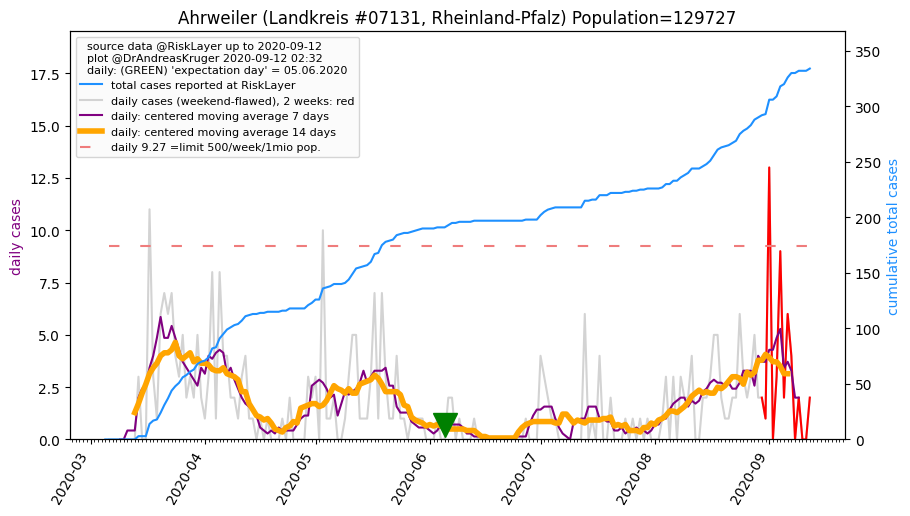 Ahrweiler (Landkreis #07131, Rheinland-Pfalz) Population=129727
source data @RiskLayer up to 2020-09-12
plot @DrAndreasKruger 2020-09-12 02:32
daily: (GREEN) 'expectation day' = 05.06.2020
total cases reported at RiskLayer
daily cases (weekend-flawed), 2 weeks: red
daily: centered moving average 7 days
daily: centered moving average 14 days
daily 9.27 =limit 500/week/1mio pop.
daily cases
17.5
15.0
12.5
10.0
7.5
5.0
2.5
0.0
cumulative total cases
350
300
250
200
150
100
50
0
2020-03
2020-04
2020-05
2020-06
2020-07
2020-08
2020-09